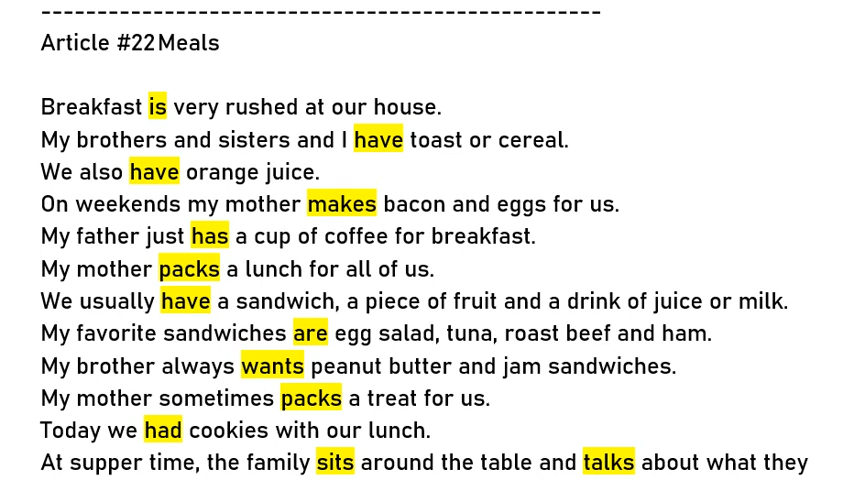 ------------------------------------------------
Article #22 Meals
Breakfast is very rushed at our house.
My brothers and sisters and I have toast or cereal.
We also have orange juice.
On weekends my mother makes bacon and eggs for us.
My father just has a cup of coffee for breakfast.
My mother packs a lunch for all of us.
We usually have a sandwich, a piece of fruit and a drink of juice or milk.
My favorite sandwiches are egg salad, tuna, roast beef and ham.
My brother always wants peanut butter and jam sandwiches.
My mother sometimes packs a treat for us.
Today we had cookies with our lunch.
At supper time, the family sits around the table and talks about what they